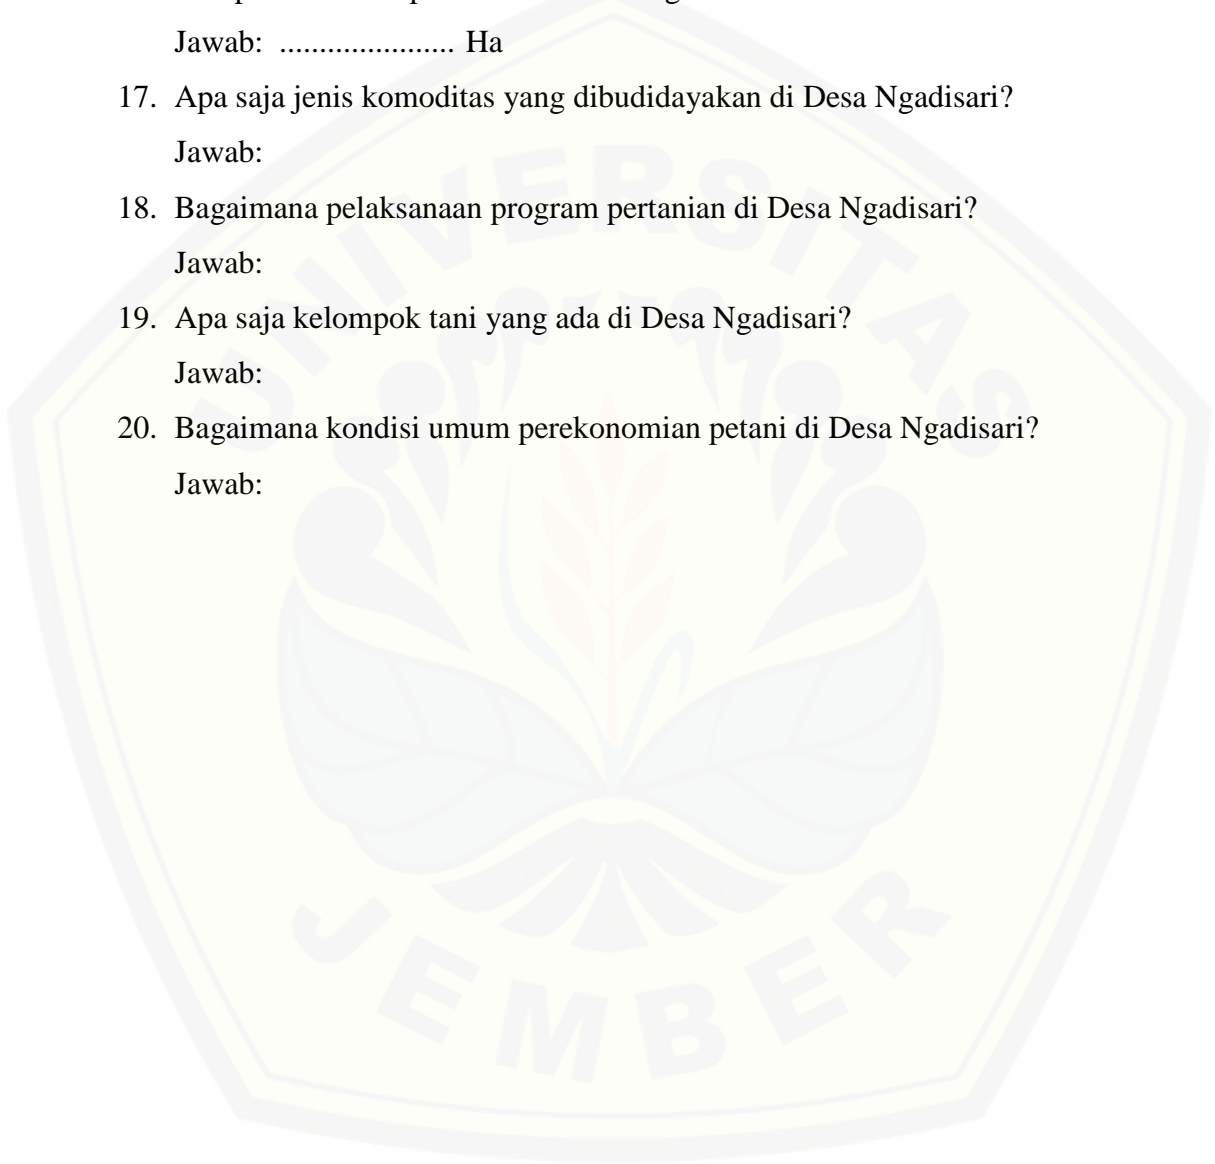 Jawab: ...................... Ha
17. Apa saja jenis komoditas yang dibudidayakan di Desa Ngadisari?
Jawab:
18. Bagaimana pelaksanaan program pertanian di Desa Ngadisari?
Jawab:
19. Apa saja kelompok tani yang ada di Desa Ngadisari?
Jawab:
20. Bagaimana kondisi umum perekonomian petani di Desa Ngadisari?
Jawab:
UNIVERSITAS
JEMBER